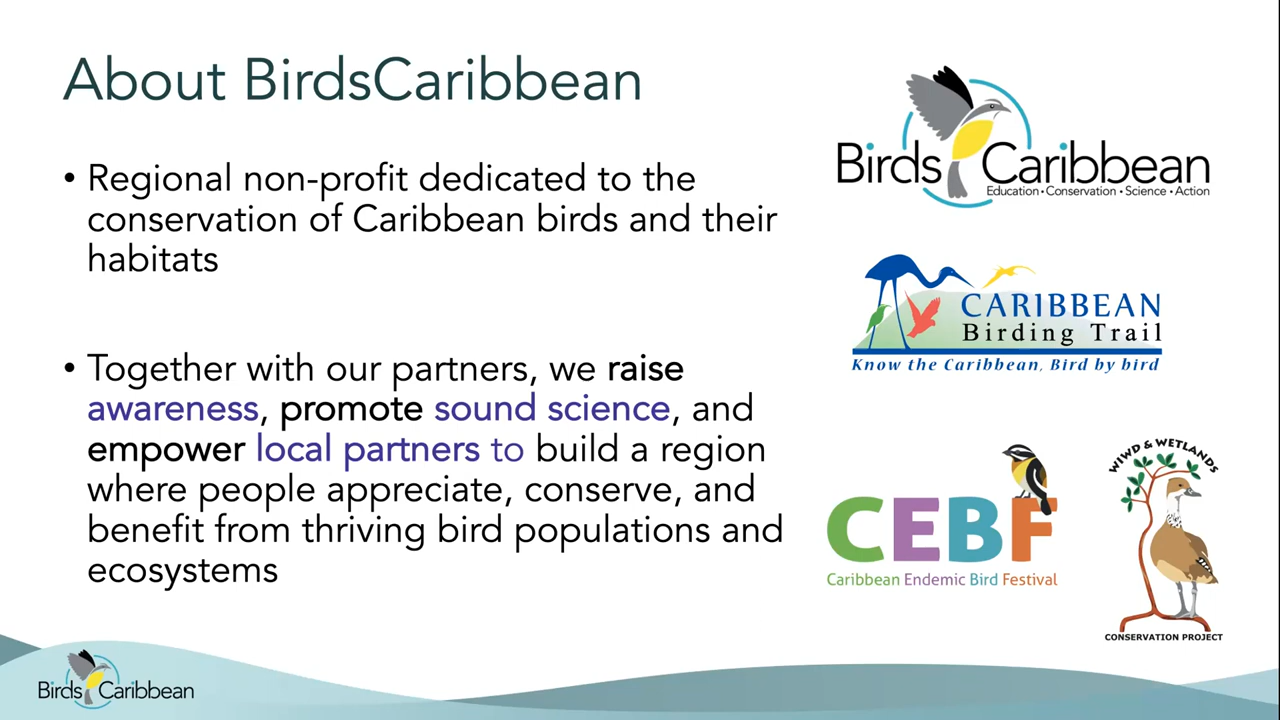 About BirdsCaribbean
• Regional non-profit dedicated to the
conservation of Caribbean birds and their
habitats
• Together with our partners, we raise
awareness, promote sound science, and
empower local partners to build a region
where people appreciate, conserve, and
benefit from thriving bird populations and
ecosystems
Birds Caribbean
Education • Conservation • Science • Action
CARIBBEAN
Birding Trail
Know the Caribbean, Bird by bird
CEBF
Caribbean Endemic Bird Festival
WIWD & WETLANDS
CONSERVATION PROJECT
Birds Caribbean